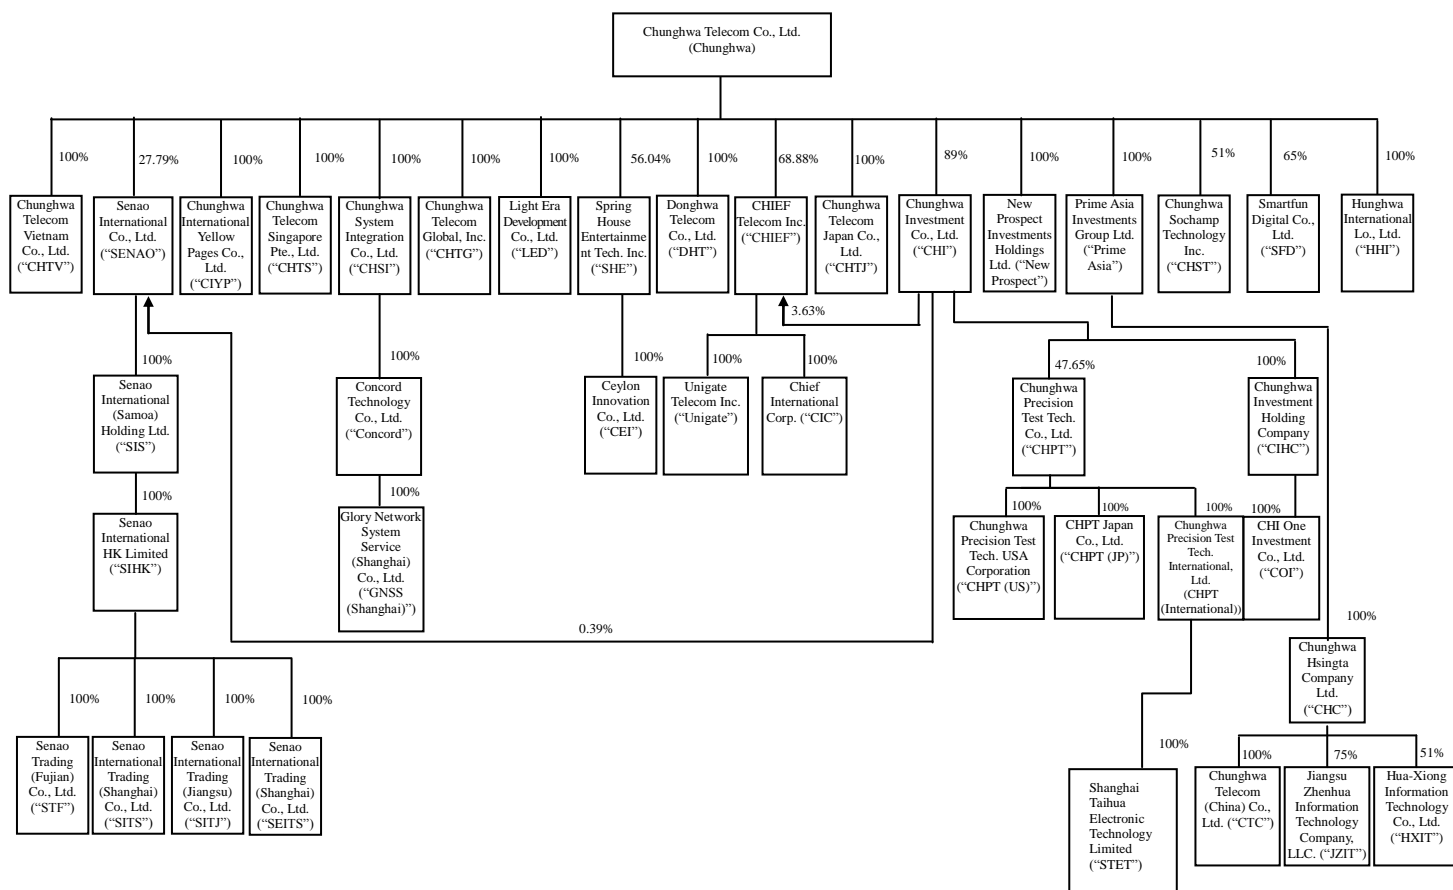 Chunghwa Telecom Co., Ltd.
(Chunghwa)
100%
27.79%
100%
100%
100%
100%
100%
56.04%
100%
68.88%
100%
89%
100%
100%
51%
65%
100%
Chunghwa
Telecom
Vietnam
Co., Ltd.
(“CHTV”)
Senao
International
Co., Ltd.
(“SENAO”)
Chunghwa
International
Yellow
Pages Co.,
Ltd.
(“CIYP”)
Chunghwa
Telecom
Singapore
Pte., Ltd.
(“CHTS”)
Chunghwa
System
Integration
Co., Ltd.
(“CHSI”)
Chunghwa
Telecom
Global, Inc.
(“CHTG”)
Light Era
Development
Co., Ltd.
(“LED”)
Spring
House
Entertainme
nt Tech. Inc.
(“SHE”)
Donghwa
Telecom
Co., Ltd.
(“DHT”)
CHIEF
Telecom Inc.
(“CHIEF”)
Chunghwa
Telecom
Japan Co.,
Ltd.
(“CHTJ”)
Chunghwa
Investment
Co., Ltd.
(“CHI”)
New
Prospect
Investments
Holdings
Ltd. (“New
Prospect”)
Prime Asia
Investments
Group Ltd.
(“Prime
Asia”)
Chunghwa
Sochamp
Technology
Inc.
(“CHST”)
Smartfun
Digital Co.,
Ltd.
(“SFD”)
Hunghwa
International
Lo., Ltd.
(“HHI”)
3.63%
100%
100%
100%
100%
100%
47.65%
100%
Senao
International
(Samoa)
Holding Ltd.
(“SIS”)
Concord
Technology
Co., Ltd.
(“Concord”)
Ceylon
Innovation
Co., Ltd.
(“CEI”)
Unigate
Telecom Inc.
(“Unigate”)
Chief
International
Corp. (“CIC”)
Chunghwa
Precision
Test Tech.
Co., Ltd.
(“CHPT”)
Chunghwa
Investment
Holding
Company
(“CIHC”)
100%
100%
100%
100%
100%
100%
Senao
International
HK Limited
(“SIHK”)
Glory Network
System
Service
(Shanghai)
Co., Ltd.
(“GNSS
(Shanghai)”)
Chunghwa
Precision Test
Tech. USA
Corporation
(“CHPT (US)”)
CHPT Japan
Co., Ltd.
(“CHPT (JP)”)
Chunghwa
Precision Test
Tech.
International,
Ltd.
(CHPT
(International))
CHI One
Investment
Co., Ltd.
(“COI”)
0.39%
100%
Chunghwa
Hsingta
Company
Ltd.
(“CHC”)
100%
100%
100%
100%
100%
100%
75%
51%
Senao
Trading
(Fujian)
Co., Ltd.
(“STF”)
Senao
International
Trading
(Shanghai)
Co., Ltd.
(“SITS”)
Senao
International
Trading
(Jiangsu)
Co., Ltd.
(“SITJ”)
Senao
International
Trading
(Shanghai)
Co., Ltd.
(“SEITS”)
Shanghai
Taihua
Electronic
Technology
Limited
(“STET”)
Chunghwa
Telecom
(China) Co.,
Ltd. (“CTC”)
Jiangsu
Zhenhua
Information
Technology
Company,
LLC. (“JZIT”)
Hua-Xiong
Information
Technology
Co., Ltd.
(“HXIT”)